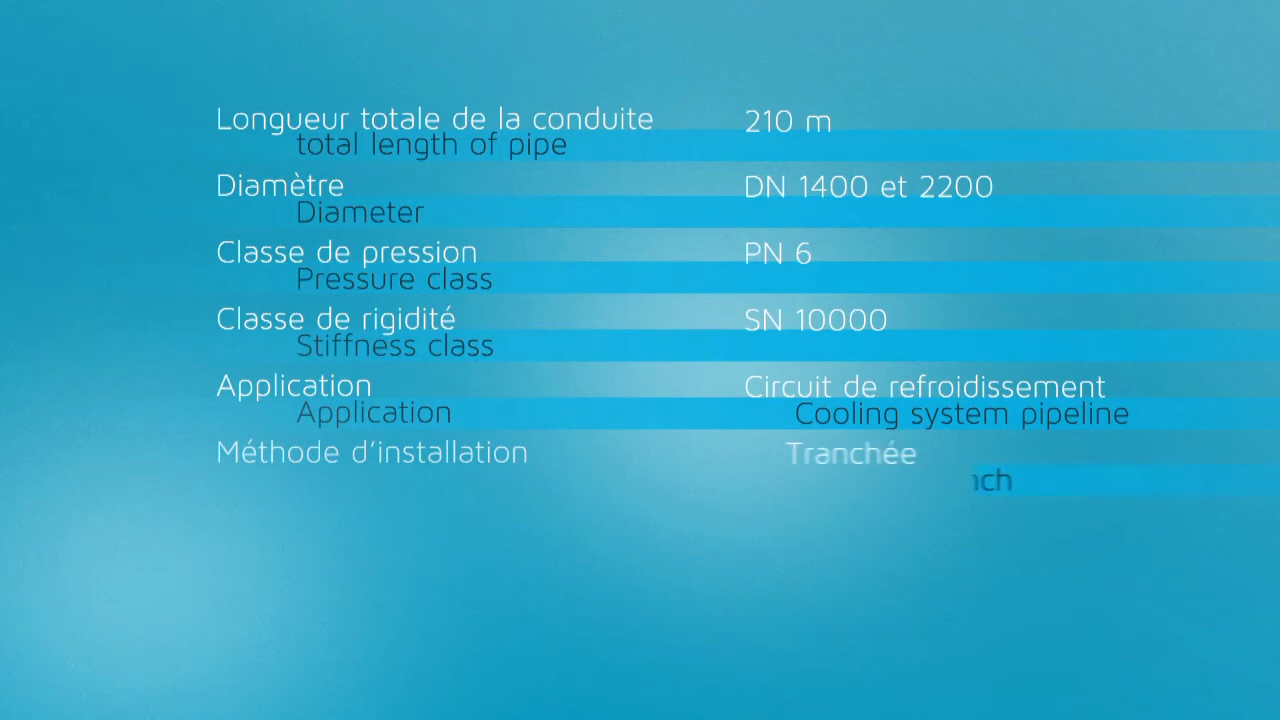 Longueur totale de la conduite 210 m
total length of pipe
Diamètre DN 1400 et 2200
Diameter
Classe de pression PN 6
Pressure class
Classe de rigidité SN 10000
Stiffness class
Application Circuit de refroidissement
Application Cooling system pipeline
Méthode d’installation Tranchée